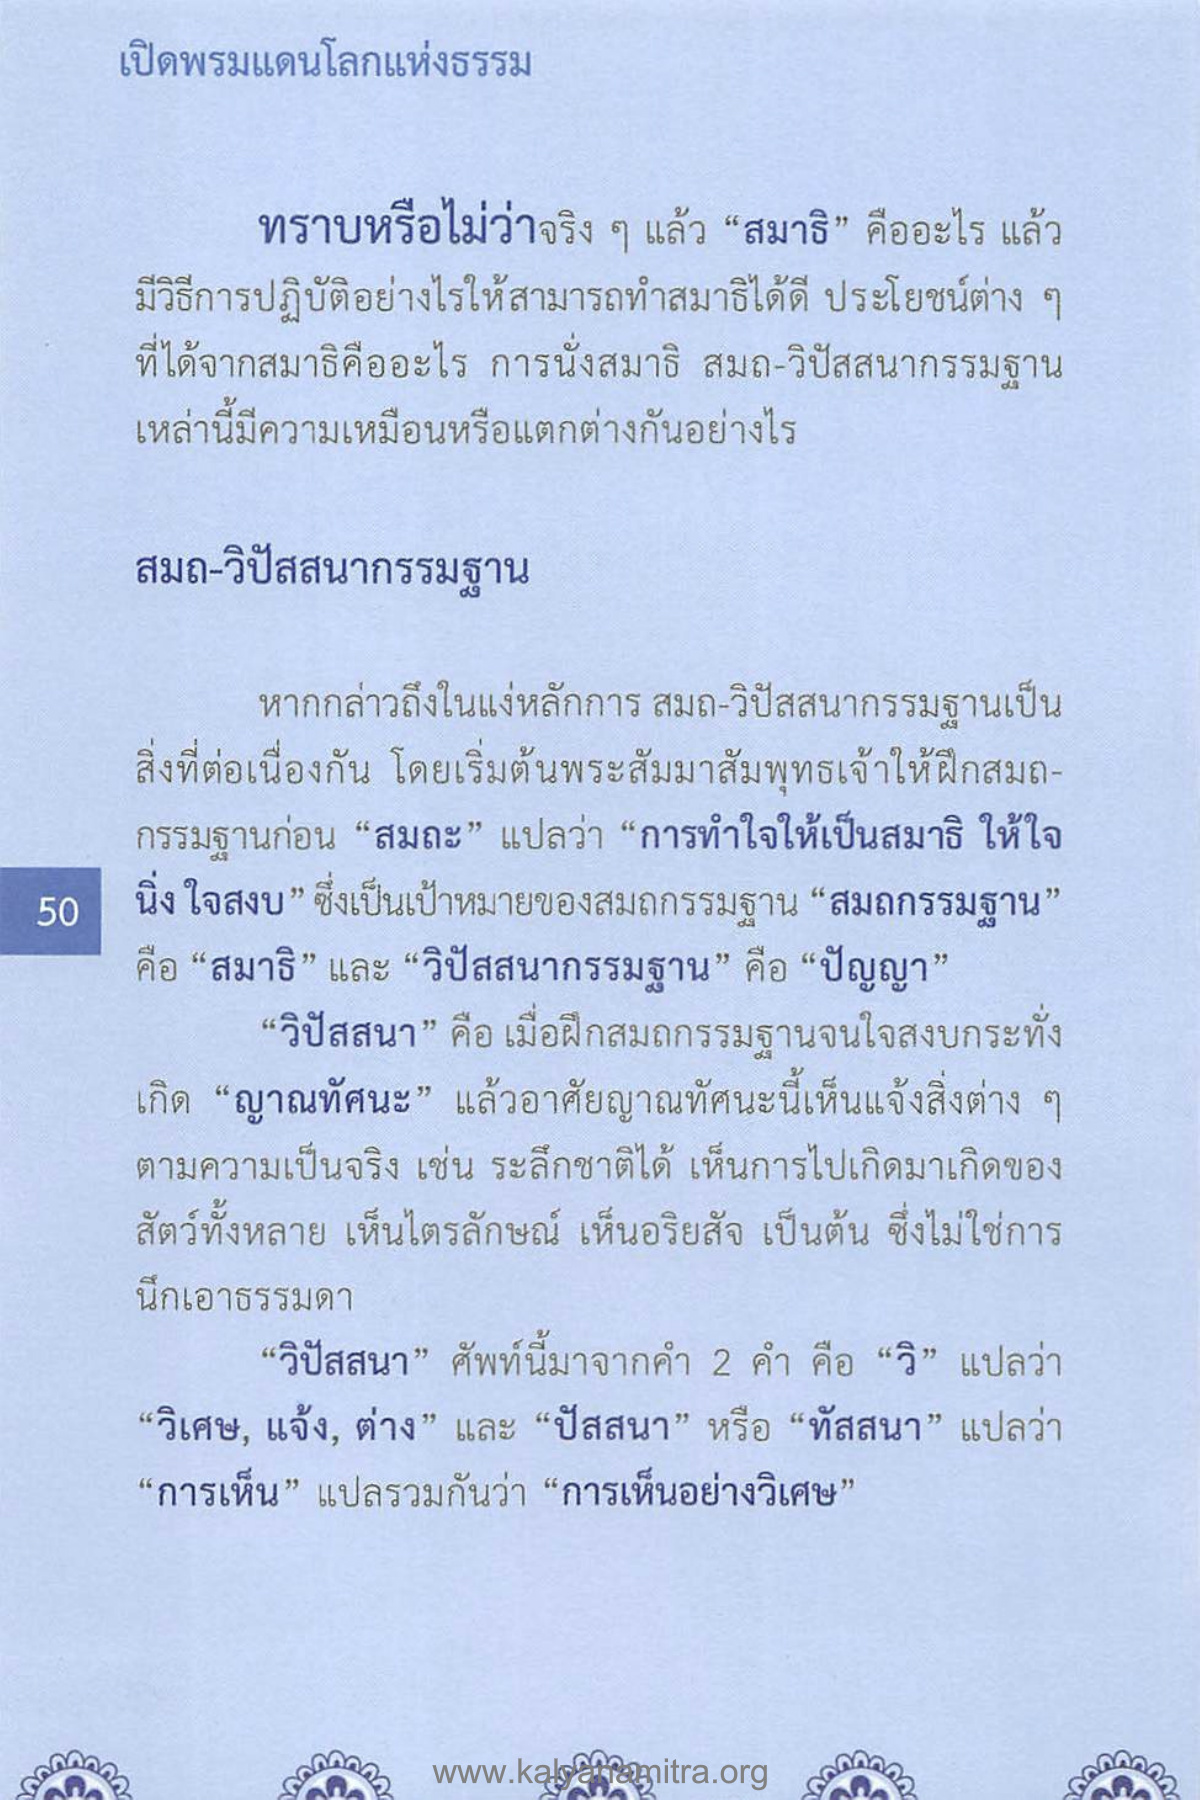 เปิดพรมแดนโลกแห่งธรรม
ทราบหรือไม่ว่าจริง ๆ แล้ว “สมาธิ” คืออะไร แล้ว
มีวิธีการปฏิบัติอย่างไรให้สามารถทำสมาธิได้ดี ประโยชน์ต่าง ๆ
ที่ได้จากสมาธิคืออะไร การนั่งสมาธิ สมถ-วิปัสสนากรรมฐาน
เหล่านี้มีความเหมือนหรือแตกต่างกันอย่างไร
สมถ-วิปัสสนากรรมฐาน
หากกล่าวถึงในแง่หลักการ สมถ-วิปัสสนากรรมฐานเป็น
สิ่งที่ต่อเนื่องกัน โดยเริ่มต้นพระสัมมาสัมพุทธเจ้าให้ฝึกสมถ-
กรรมฐานก่อน “สมถะ” แปลว่า “การทำใจให้เป็นสมาธิ ให้ใจ
นิ่ง ใจสงบ” ซึ่งเป็นเป้าหมายของสมถกรรมฐาน “สมถกรรมฐาน”
50
คือ “สมาธิ” และ “วิปัสสนากรรมฐาน” คือ “ปัญญา”
“วิปัสสนา” คือ เมื่อฝึกสมถกรรมฐานจนใจสงบกระทั่ง
เกิด “ญาณทัศนะ” แล้วอาศัยญาณทัศนะนี้เห็นแจ้งสิ่งต่าง ๆ
ตามความเป็นจริง เช่น ระลึกชาติได้ เห็นการไปเกิดมาเกิดของ
สัตว์ทั้งหลาย เห็นไตรลักษณ์ เห็นอริยสัจ เป็นต้น ซึ่งไม่ใช่การ
นึกเอาธรรมดา
“วิปัสสนา” ศัพท์นี้มาจากคำ 2 คำ คือ “วิ” แปลว่า
“วิเศษ, แจ้ง, ต่าง” และ “ปัสสนา” หรือ “ทัสสนา” แปลว่า
“การเห็น” แปลรวมกันว่า “การเห็นอย่างวิเศษ”
www.kalyanamitra.org